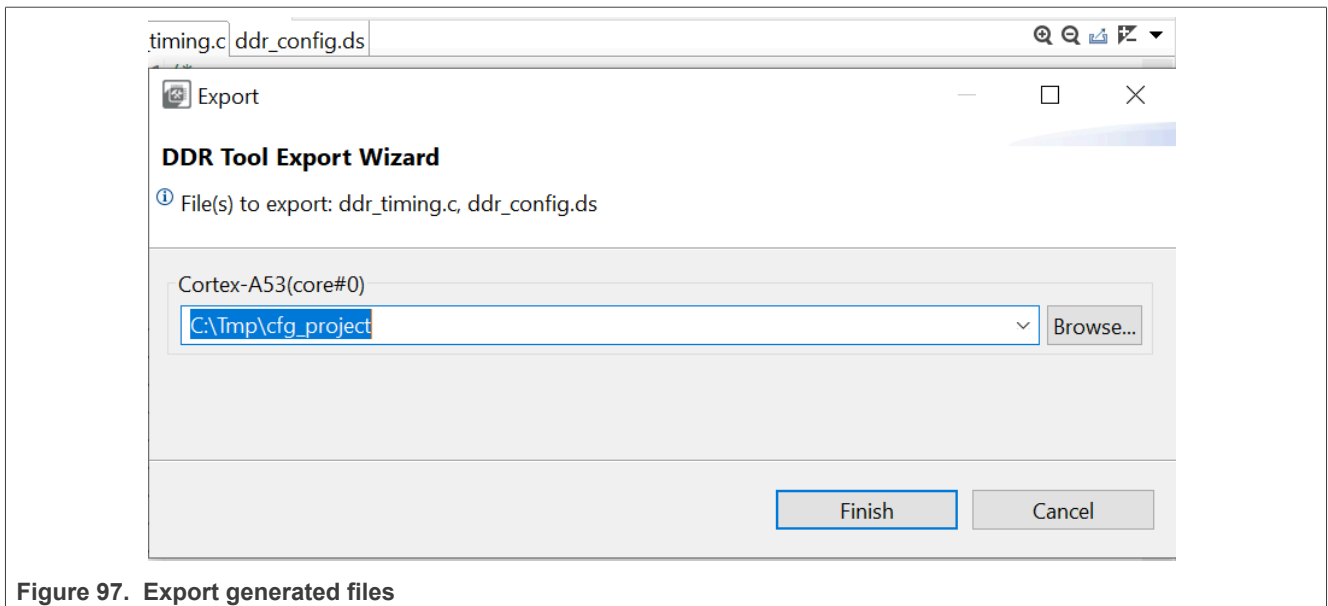 timing.c ddr_config.ds
Export
DDR Tool Export Wizard
File(s) to export: ddr_timing.c, ddr_config.ds
Cortex-A53(core#0)
C:\Tmp\cfg_project
Browse...
Finish Cancel
Figure 97. Export generated files